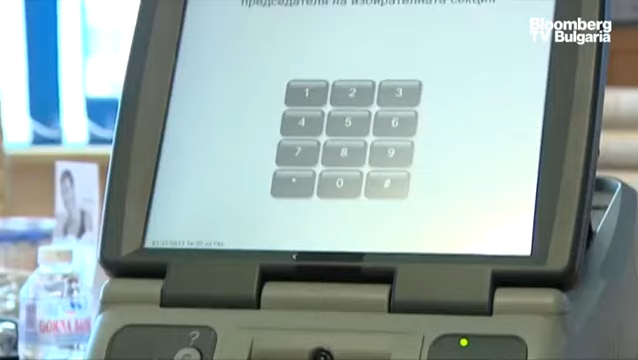 председателя на избирателната секция
Bloomberg
TV Bulgaria
1 2 3
4 5 6
7 8 9
* 0 #
?